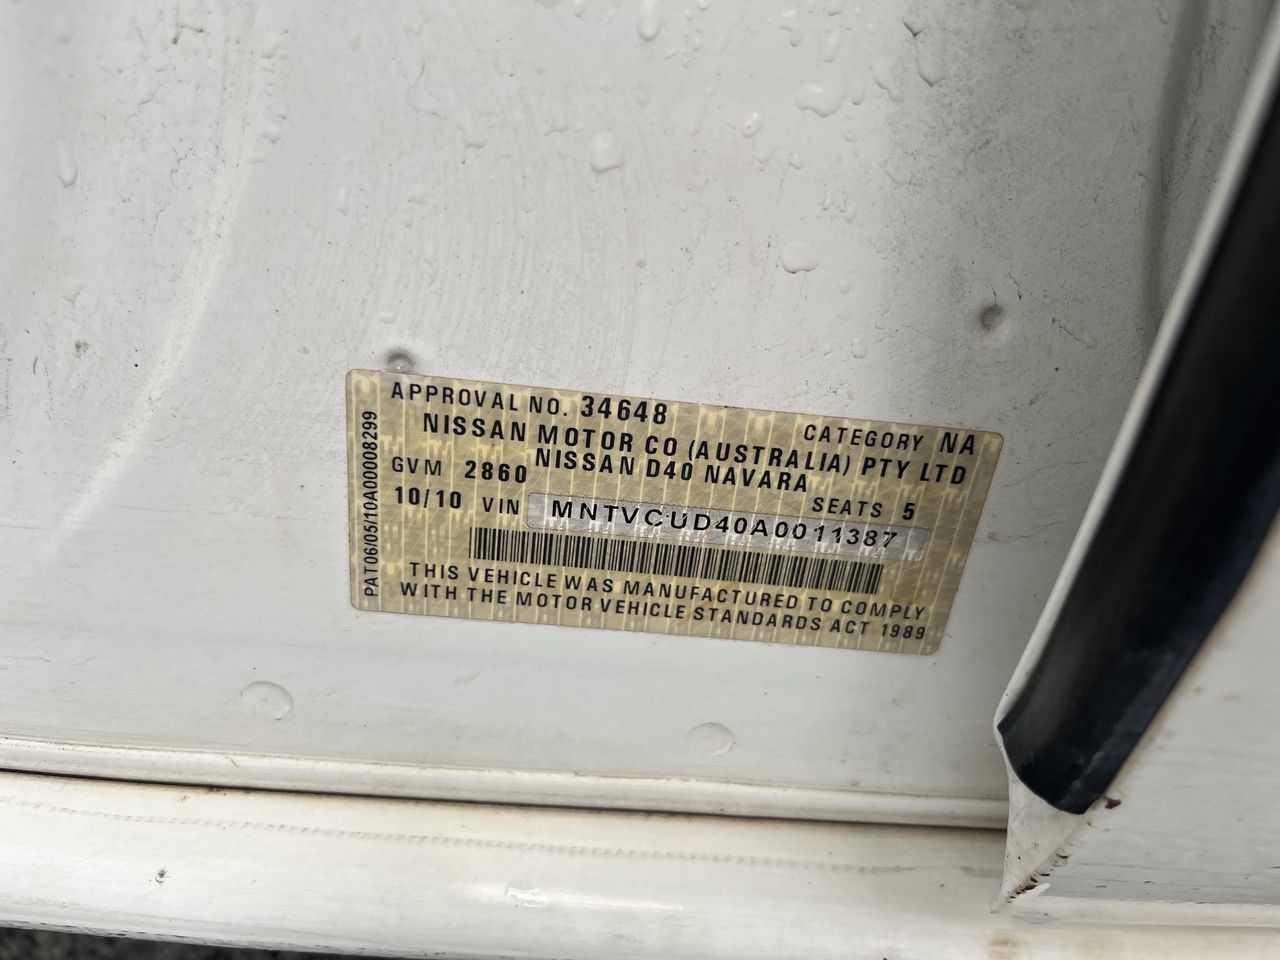 APPROVAL NO. 34648 CATEGORY NA
NISSAN MOTOR CO (AUSTRALIA) PTY LTD
NISSAN D40 NAVARA
GVM 2860 SEATS 5
10/10 VIN MNTVCUD40A0011387
THIS VEHICLE WAS MANUFACTURED TO COMPLY
WITH THE MOTOR VEHICLE STANDARDS ACT 1989
PAT06/05/10A00008299